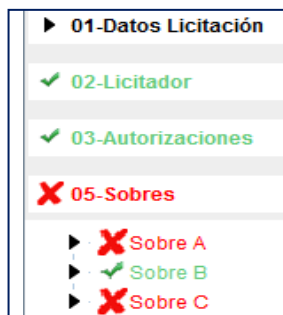 01-Datos Licitación
02-Licitador
03-Autorizaciones
05-Sobres
Sobre A
Sobre B
Sobre C